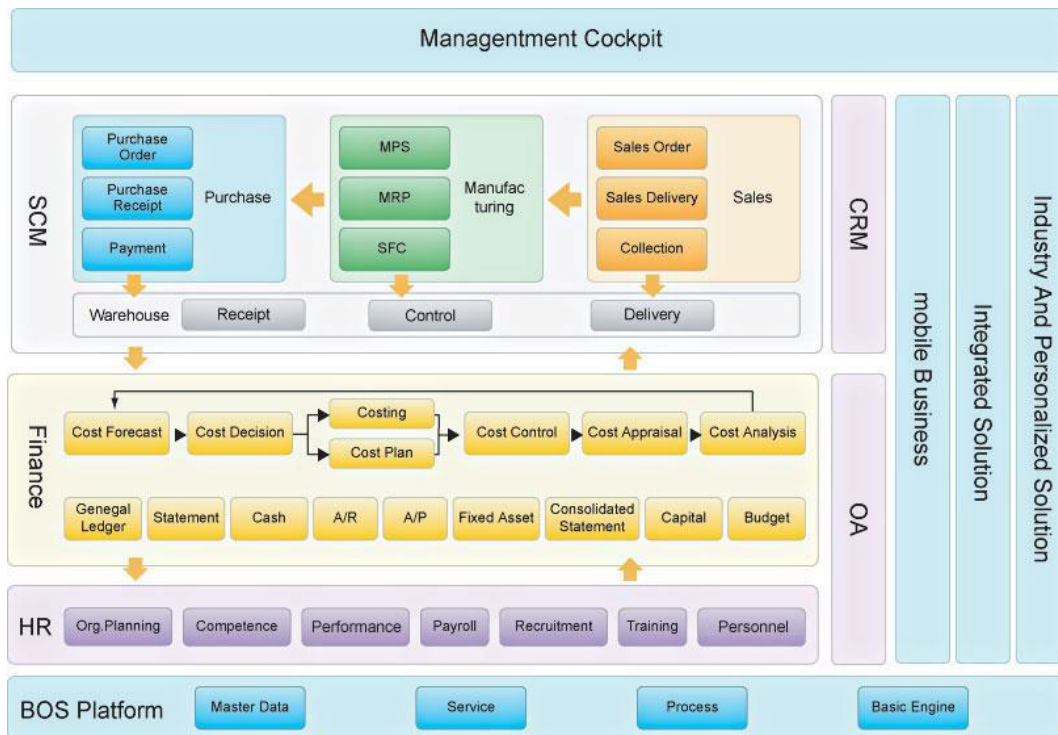 Managentment Cockpit
SCM
Purchase
Order
Purchase
Receipt
Payment
Purchase
MPS
MRP
SFC
Manufac
turing
Sales Order
Sales Delivery
Collection
Sales
Warehouse
Receipt
Control
Delivery
CRM
mobile Business
Integrated Solution
Industry And Personalized Solution
Finance
Cost Forecast
Cost Decision
Costing
Cost Plan
Cost Control
Cost Appraisal
Cost Analysis
Genegal
Ledger
Statement
Cash
A/R
A/P
Fixed Asset
Consolidated
Statement
Capital
Budget
OA
HR
Org.Planning
Competence
Performance
Payroll
Recruitment
Training
Personnel
BOS Platform
Master Data
Service
Process
Basic Engine